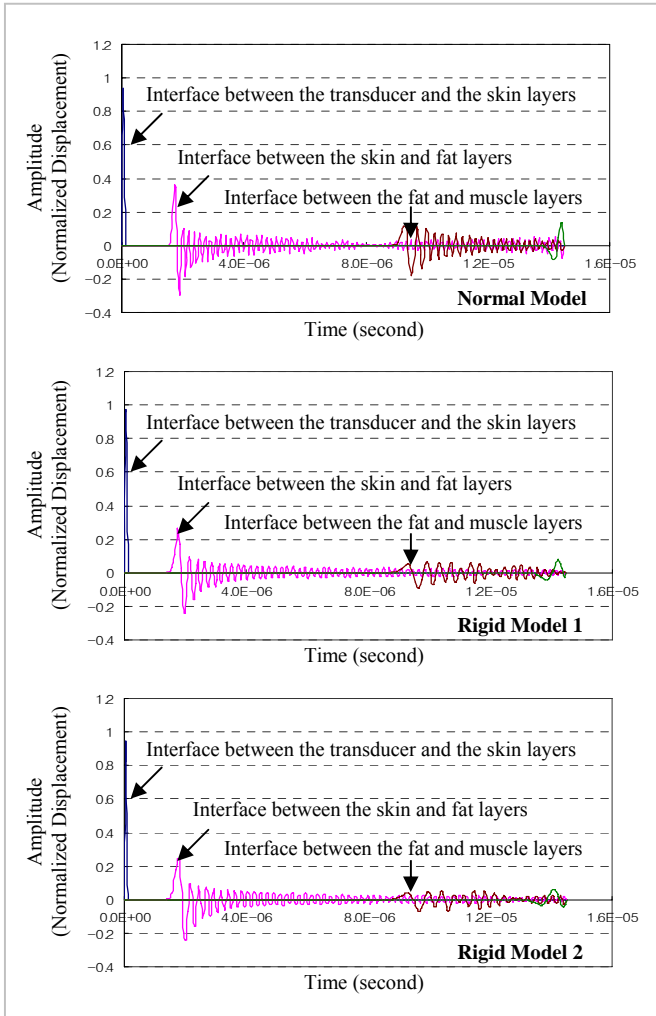 1.2
1
0.8
0.6
0.4
0.2
0
−0.2
−0.4
Amplitude
(Normalized Displacement)
Interface between the transducer and the skin layers
Interface between the skin and fat layers
Interface between the fat and muscle layers
0.0E+00 4.0E-06 8.0E-06 1.2E-05 1.6E-05
Normal Model
Time (second)
1.2
1
0.8
0.6
0.4
0.2
0
-0.2
-0.4
Amplitude
(Normalized Displacement)
Interface between the transducer and the skin layers
Interface between the skin and fat layers
Interface between the fat and muscle layers
0.0E+00 4.0E-06 8.0E-06 1.2E-05 1.6E-05
Rigid Model 1
Time (second)
1.2
1
0.8
0.6
0.4
0.2
0
-0.2
-0.4
Amplitude
(Normalized Displacement)
Interface between the transducer and the skin layers
Interface between the skin and fat layers
Interface between the fat and muscle layers
0.0E+00 4.0E-06 8.0E-06 1.2E-05 1.6E-05
Rigid Model 2
Time (second)